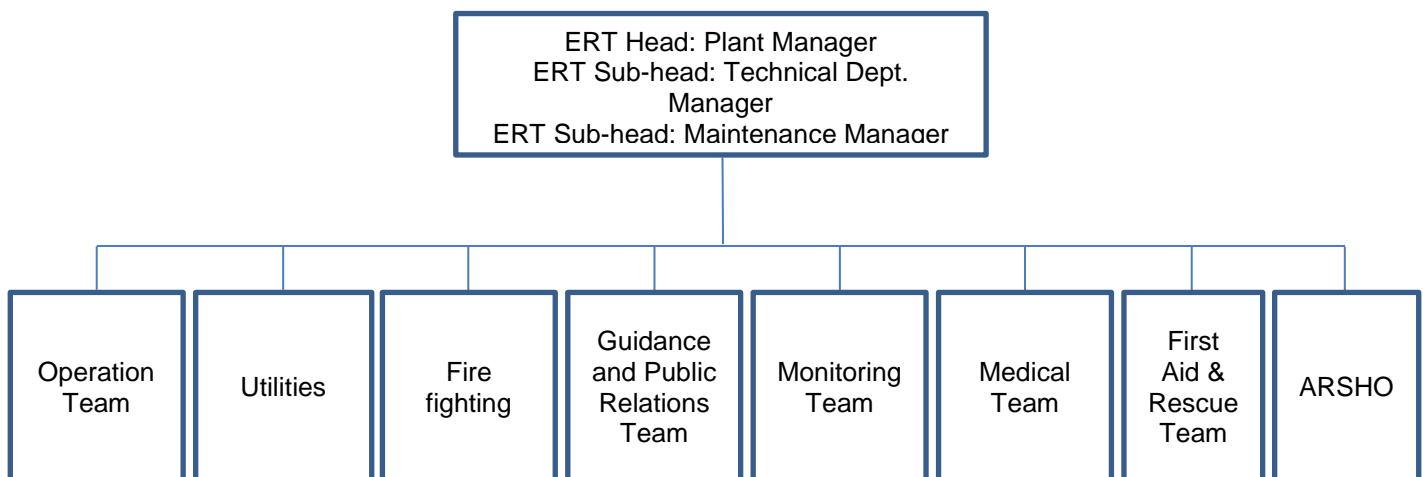 ERT Head: Plant Manager
ERT Sub-head: Technical Dept.
Manager
ERT Sub-head: Maintenance Manager
Operation
Team
Utilities
Fire
fighting
Guidance
and Public
Relations
Team
Monitoring
Team
Medical
Team
First
Aid &
Rescue
Team
ARSHO